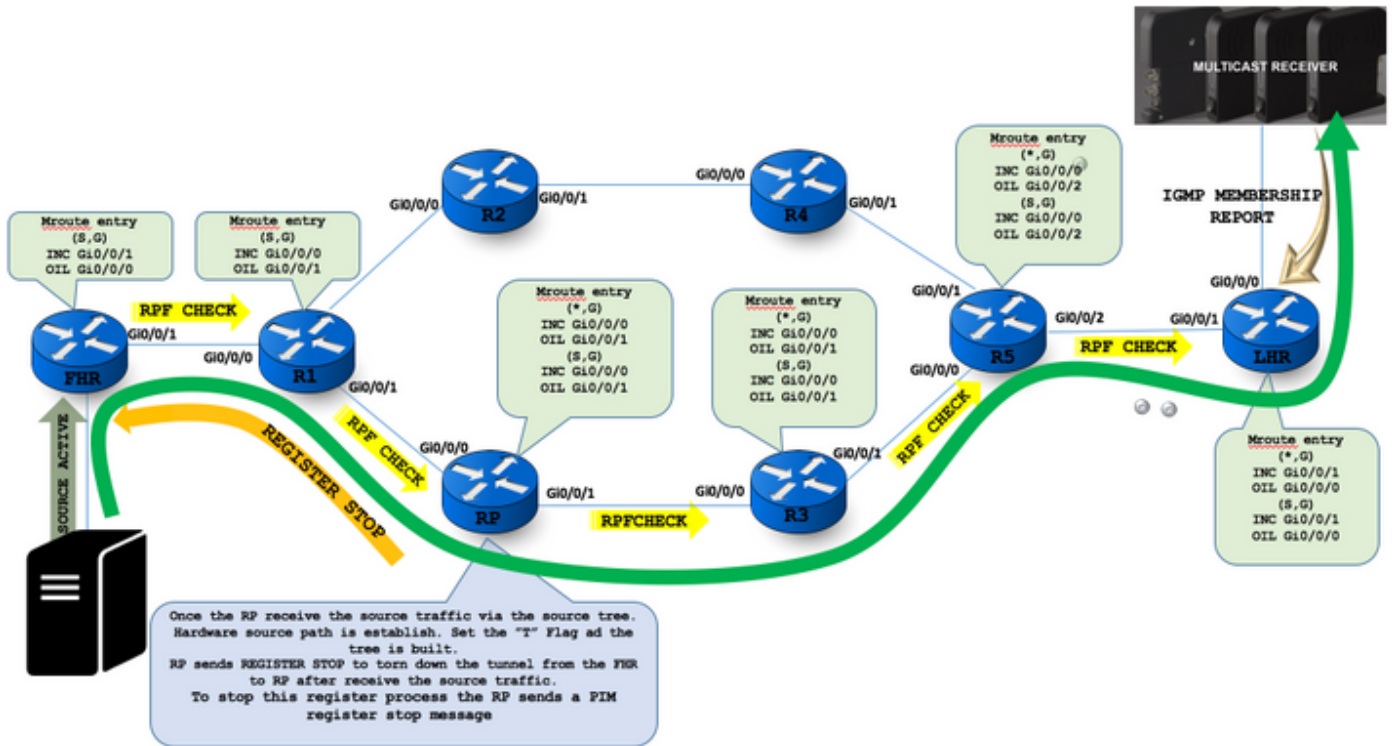 MULTICAST RECEIVER
Mroute entry
(*,G)
INC Gi0/0/0
OIL Gi0/0/2
(S,G)
INC Gi0/0/0
OIL Gi0/0/2
IGMP MEMBERSHIP
REPORT
Gi0/0/0
R2
Gi0/0/1
Gi0/0/0
R4
Gi0/0/1
Mroute entry
(S,G)
INC Gi0/0/1
OIL Gi0/0/0
Mroute entry
(S,G)
INC Gi0/0/0
OIL Gi0/0/1
RPF CHECK
FHR
Gi0/0/1
Gi0/0/0
R1
Gi0/0/1
Mroute entry
(*,G)
INC Gi0/0/0
OIL Gi0/0/1
(S,G)
INC Gi0/0/0
OIL Gi0/0/1
Mroute entry
(*,G)
INC Gi0/0/0
OIL Gi0/0/1
(S,G)
INC Gi0/0/0
OIL Gi0/0/1
Gi0/0/1
R5
Gi0/0/0
Gi0/0/2
RPF CHECK
Gi0/0/0
Gi0/0/1
LHR
SOURCE ACTIVE
REGISTER STOP
RPF CHECK
Gi0/0/0
RP
Gi0/0/1
RPFCHECK
Gi0/0/0
R3
Gi0/0/1
RPF CHECK
Mroute entry
(*,G)
INC Gi0/0/1
OIL Gi0/0/0
(S,G)
INC Gi0/0/1
OIL Gi0/0/0
Once the RP receive the source traffic via the source tree.
Hardware source path is establish. Set the "T" Flag ad the
tree is built.
RP sends REGISTER STOP to torn down the tunnel from the FHR
to RP after receive the source traffic.
To stop this register process the RP sends a PIM
register stop message